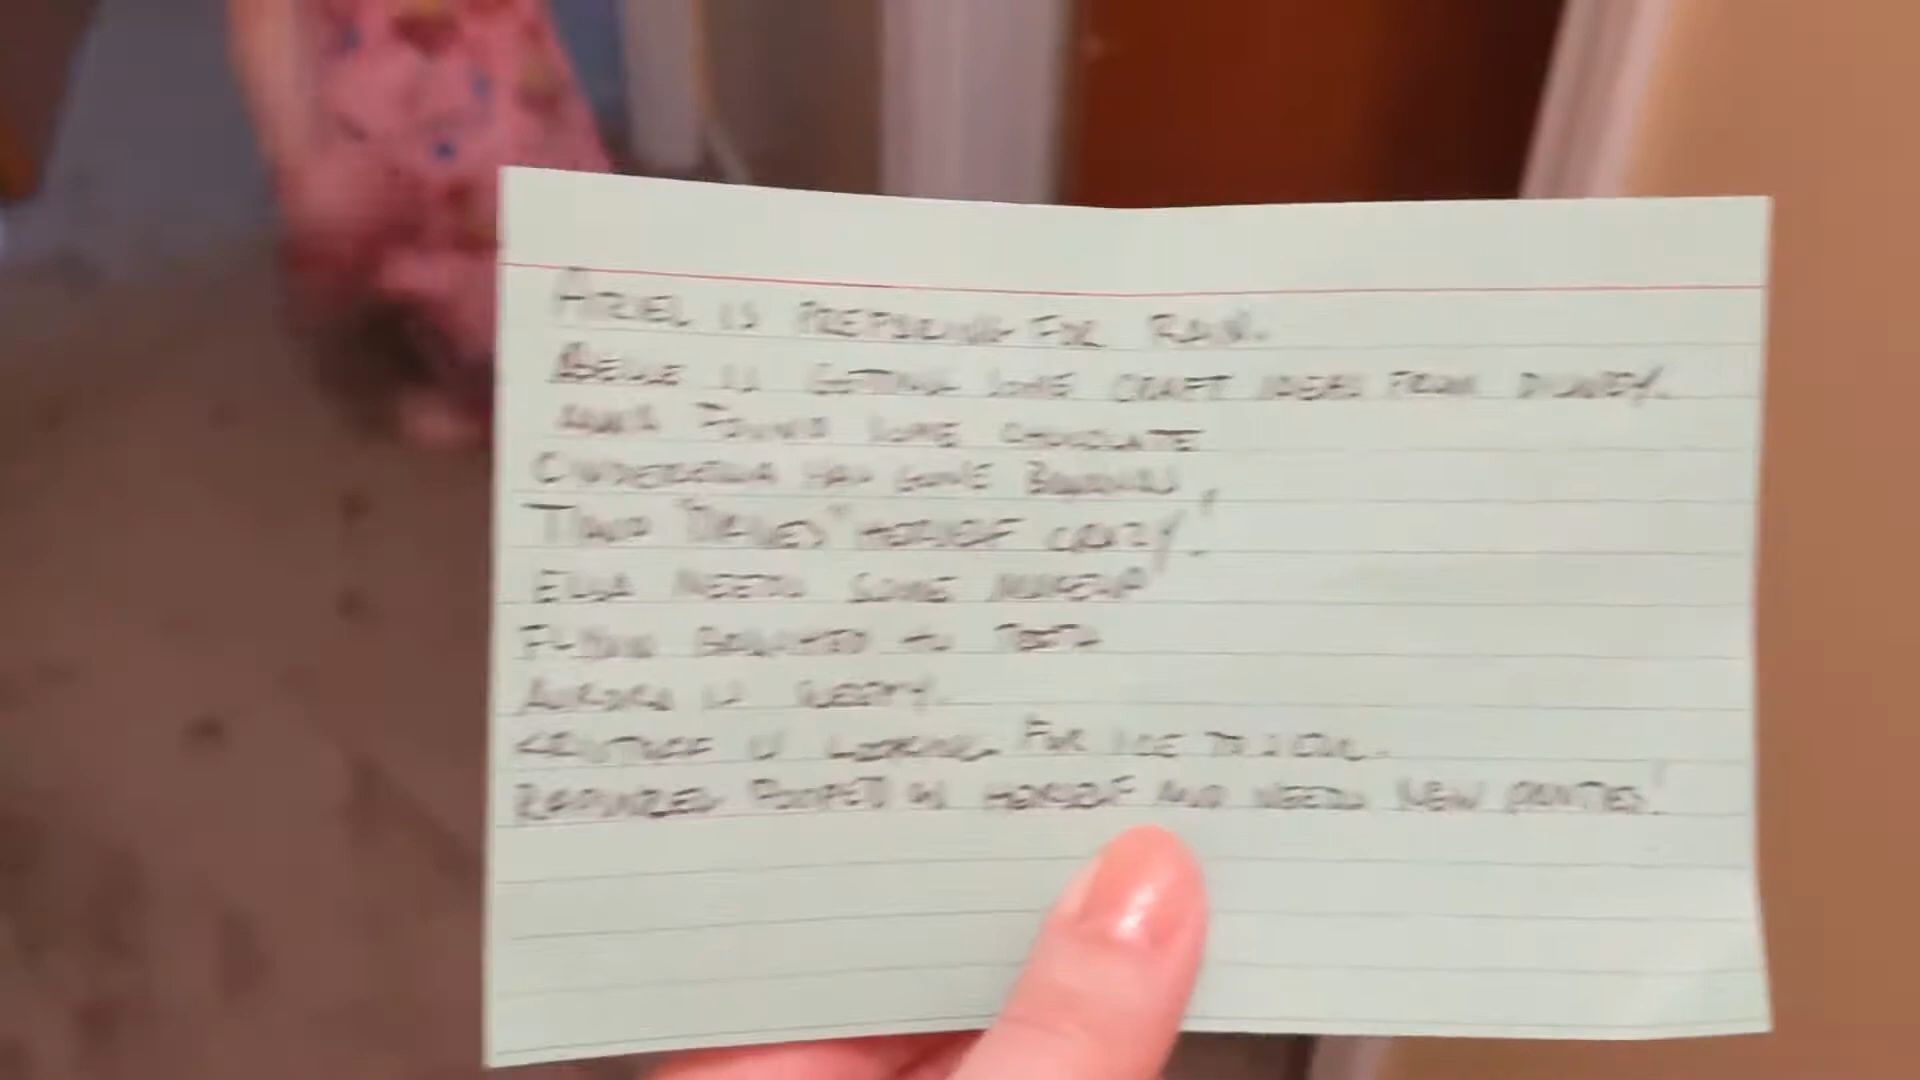 ARIEL IS PREPARING FOR RAIN.
BELLE IS GETTING SOME CRAFT IDEAS FROM DISNEY.
ANNA FOUND SOME CHOCOLATE
CINDERELLA HAS GONE BANANAS
TIANA HERSELF CRAZY!
ELSA NEEDS SOME MAKEUP
FLYNN TEETH
AURORA IS SLEEPY.
KRISTOFF IS LOOKING FOR ICE TO
RAPUNZEL POOPED IN HERSELF AND NEEDS NEW PANTIES!